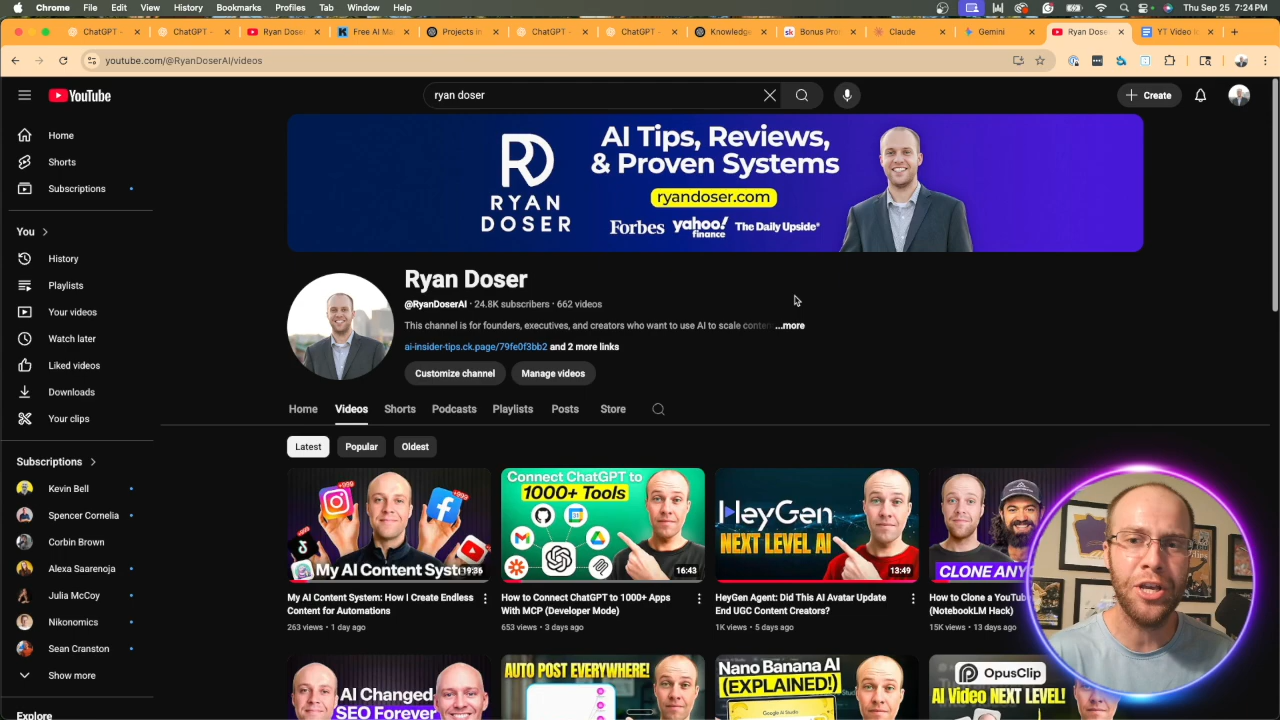 Chrome File Edit View History Bookmarks Profiles Tab Window Help Thu Sep 25 7:24 PM
ChatGPT - ChatGPT - Ryan Doser Free AI Ma Projects in ChatGPT - ChatGPT - Knowledge Bonus Pro Claude Gemini Ryan Doser YT Video I
youtube.com/@RyanDoserAI/videos
YouTube
ryan doser
Create
Home
Shorts
Subscriptions
You
History
Playlists
Your videos
Watch later
Liked videos
Downloads
Your clips
Subscriptions
Kevin Bell
Spencer Cornelia
Corbin Brown
Alexa Saarenoja
Julia McCoy
Nikonomics
Sean Cranston
Show more
Explore
RD
RYAN
DOSER
AI Tips, Reviews,
& Proven Systems
ryandoser.com
Forbes yahoo! finance The Daily Upside
Ryan Doser
@RyanDoserAI · 24.8K subscribers · 662 videos
This channel is for founders, executives, and creators who want to use AI to scale conten ...more
ai-insider-tips.ck.page/79fe0f3bb2 and 2 more links
Customize channel Manage videos
Home Videos Shorts Podcasts Playlists Posts Store
Latest Popular Oldest
+999
+999
My AI Content Syst
19:36
My AI Content System: How I Create Endless
Content for Automations
263 views · 1 day ago
Connect ChatGPT to
1000+ Tools
16:43
How to Connect ChatGPT to 1000+ Apps
With MCP (Developer Mode)
653 views · 3 days ago
HeyGen
NEXT LEVEL AI
13:49
HeyGen Agent: Did This AI Avatar Update
End UGC Content Creators?
1K views · 5 days ago
CLONE ANY
How to Clone a YouTu
(NotebookLM Hack)
15K views · 13 days ago
AI Changed
SEO Forever
AUTO POST EVERYWHERE!
Nano Banana AI
(EXPLAINED!)
Google AI Studio
OpusClip
AI Video NEXT LEVEL!